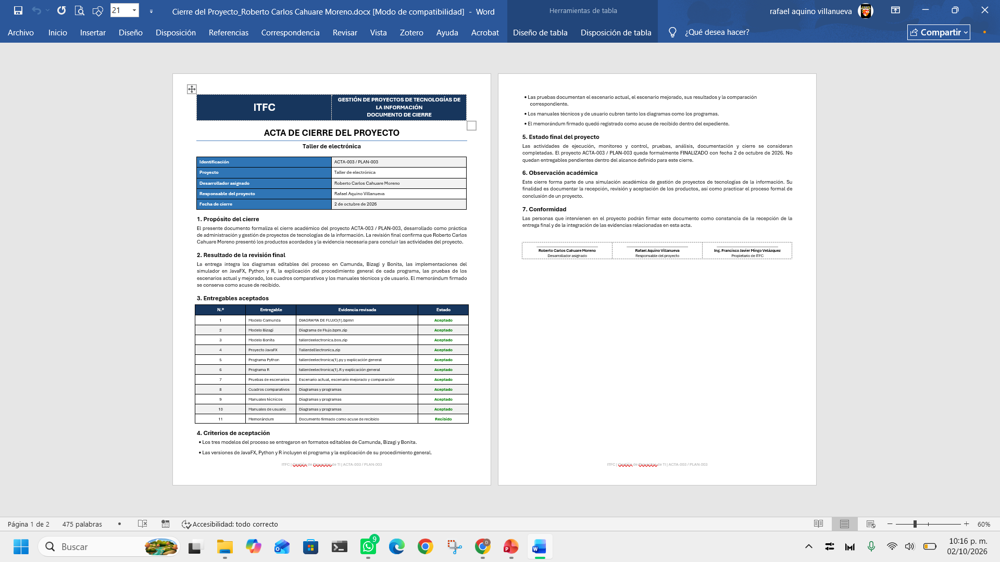 21
Cierre del Proyecto_Roberto Carlos Cahuare Moreno.docx [Modo de compatibilidad] - Word
Herramientas de tabla
rafael aquino villanueva
Archivo Inicio Insertar Diseño Disposición Referencias Correspondencia Revisar Vista Zotero Ayuda Acrobat Diseño de tabla Disposición de tabla ¿Qué desea hacer? Compartir
ITFC
GESTIÓN DE PROYECTOS DE TECNOLOGÍAS DE
LA INFORMACIÓN
DOCUMENTO DE CIERRE
ACTA DE CIERRE DEL PROYECTO
Taller de electrónica
Identificación ACTA-003 / PLAN-003
Proyecto Taller de electrónica
Desarrollador asignado Roberto Carlos Cahuare Moreno
Responsable del proyecto Rafael Aquino Villanueva
Fecha de cierre 2 de octubre de 2026
1. Propósito del cierre
El presente documento formaliza el cierre académico del proyecto ACTA-003 / PLAN-003, desarrollado como práctica
de administración y gestión de proyectos de tecnologías de la información. La revisión final confirma que Roberto Carlos
Cahuare Moreno presentó los productos acordados y la evidencia necesaria para concluir las actividades del proyecto.
2. Resultado de la revisión final
La entrega integra los diagramas editables del proceso en Camunda, Bizagi y Bonita, las implementaciones del
simulador en JavaFX, Python y R, la explicación del procedimiento general de cada programa, las pruebas de los
escenarios actual y mejorado, los cuadros comparativos y los manuales técnicos y de usuario. El memorándum firmado
se conserva como acuse de recibido.
3. Entregables aceptados
N.º Entregable Evidencia revisada Estado
1 Modelo Camunda DIAGRAMA DE FLUJO(1).bpmn Aceptado
2 Modelo Bizagi Diagrama de Flujo.bpm.zip Aceptado
3 Modelo Bonita tallerdeelectronica.bos.zip Aceptado
4 Proyecto JavaFX TallerdeElectronica.zip Aceptado
5 Programa Python tallerdeelectronica(1).py y explicación general Aceptado
6 Programa R tallerdeelectronica(1).R y explicación general Aceptado
7 Pruebas de escenarios Escenario actual, escenario mejorado y comparación Aceptado
8 Cuadros comparativos Diagramas y programas Aceptado
9 Manuales técnicos Diagramas y programas Aceptado
10 Manuales de usuario Diagramas y programas Aceptado
11 Memorándum Documento firmado como acuse de recibido Recibido
4. Criterios de aceptación
• Los tres modelos del proceso se entregaron en formatos editables de Camunda, Bizagi y Bonita.
• Las versiones de JavaFX, Python y R incluyen el programa y la explicación de su procedimiento general.
ITFC | Gestión de Proyectos de TI | ACTA-003 / PLAN-003
• Las pruebas documentan el escenario actual, el escenario mejorado, sus resultados y la comparación
correspondiente.
• Los manuales técnicos y de usuario cubren tanto los diagramas como los programas.
• El memorándum firmado quedó registrado como acuse de recibido dentro del expediente.
5. Estado final del proyecto
Las actividades de ejecución, monitoreo y control, pruebas, análisis, documentación y cierre se consideran
completadas. El proyecto ACTA-003 / PLAN-003 queda formalmente FINALIZADO con fecha 2 de octubre de 2026. No
quedan entregables pendientes dentro del alcance definido para este cierre.
6. Observación académica
Este cierre forma parte de una simulación académica de gestión de proyectos de tecnologías de la información. Su
finalidad es documentar la recepción, revisión y aceptación de los productos, así como practicar el proceso formal de
conclusión de un proyecto.
7. Conformidad
Las personas que intervienen en el proyecto podrán firmar este documento como constancia de la recepción de la
entrega final y de la integración de las evidencias relacionadas en esta acta.
Roberto Carlos Cahuare Moreno Rafael Aquino Villanueva Ing. Francisco Javier Mingo Velázquez
Desarrollador asignado Responsable del proyecto Propietario de ITFC
ITFC | Gestión de Proyectos de TI | ACTA-003 / PLAN-003
Página 1 de 2 475 palabras Accesibilidad: todo correcto 60%
Buscar
9
10:16 p. m.
02/10/2026